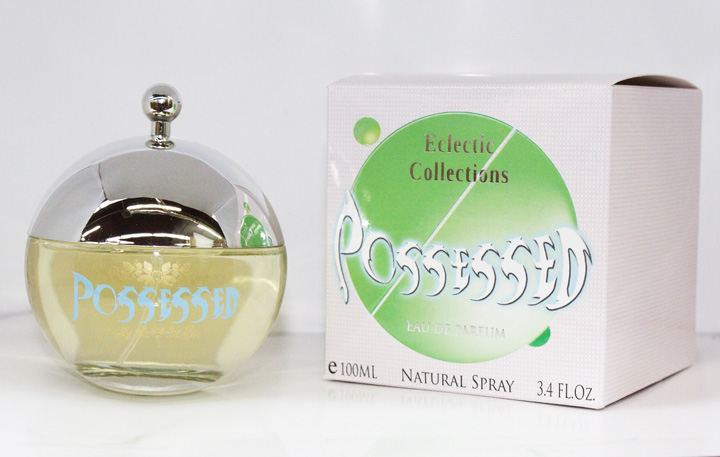 POSSESSED
Eclectic
Collections
POSSESSED
EAU DE PARFUM
e 100ML NATURAL SPRAY 3.4 FL.OZ.